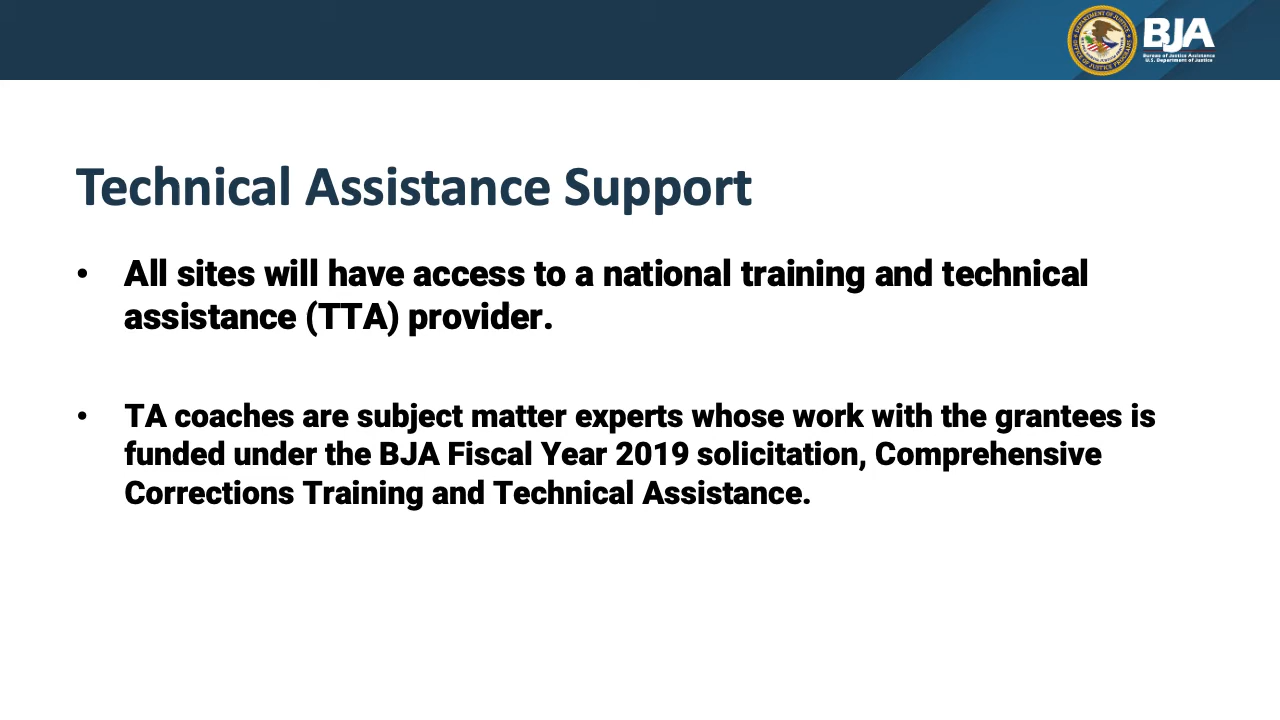 BJA
Bureau of Justice Assistance
U.S. Department of Justice
Technical Assistance Support
• All sites will have access to a national training and technical
assistance (TTA) provider.
• TA coaches are subject matter experts whose work with the grantees is
funded under the BJA Fiscal Year 2019 solicitation, Comprehensive
Corrections Training and Technical Assistance.